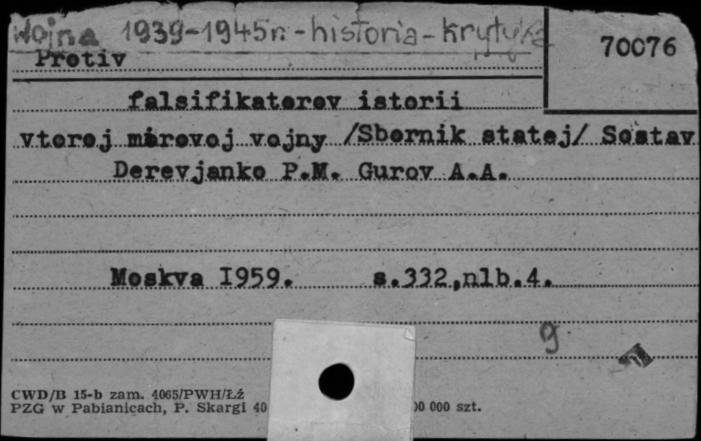 Wojna 1939-1945r.-historia-krytyka
70076
Protiv
falsifikatorov istorii
vtoroj mirovoj vojny /Sbornik statej/ Sostav
Derevjanko P.M. Gurov A.A.
Moskva I959. s.332,nlb.4.
9
CWD/B 15-b zam. 4065/PWH/Łź
PZG w Pabianicach, P. Skargi 40 00 000 szt.